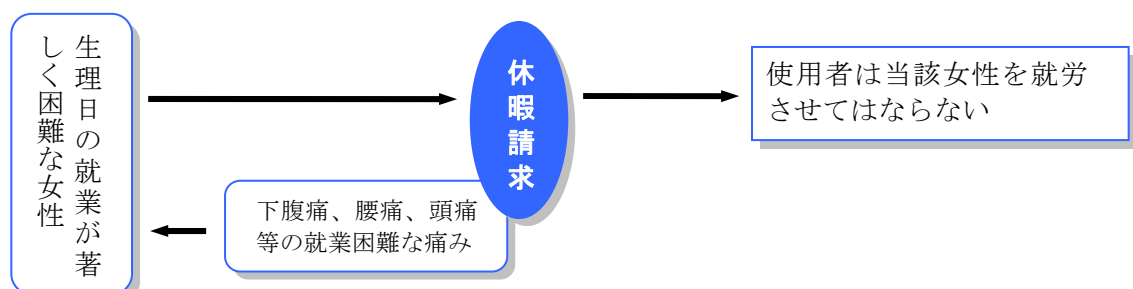 生理日の就業が著
しく困難な女性
休暇請求
使用者は当該女性を就労
させてはならない
下腹痛、腰痛、頭痛
等の就業困難な痛み